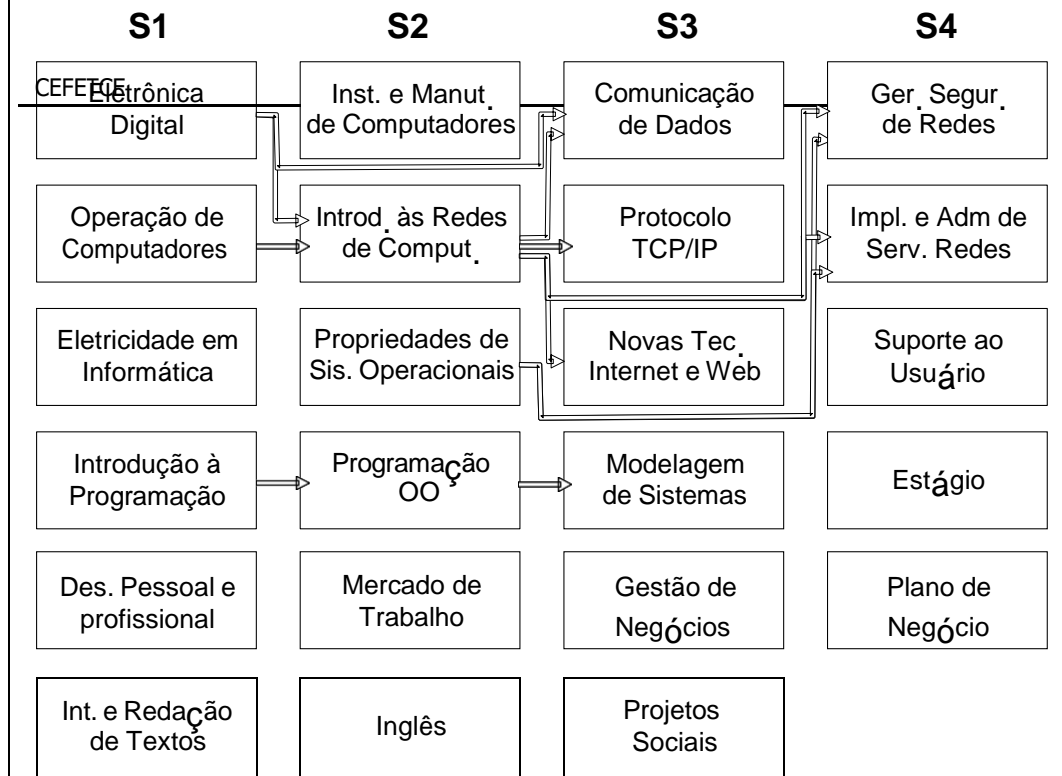 S1
S2
S3
S4
CEFETCE
Eletrônica
Digital
Inst. e Manut.
de Computadores
Comunicação
de Dados
Ger. Segur.
de Redes
Operação de
Computadores
Introd. às Redes
de Comput.
Protocolo
TCP/IP
Impl. e Adm de
Serv. Redes
Eletricidade em
Informática
Propriedades de
Sis. Operacionais
Novas Tec.
Internet e Web
Suporte ao
Usuário
Introdução à
Programação
Programação
OO
Modelagem
de Sistemas
Estágio
Des. Pessoal e
profissional
Mercado de
Trabalho
Gestão de
Negócios
Plano de
Negócio
Int. e Redação
de Textos
Inglês
Projetos
Sociais